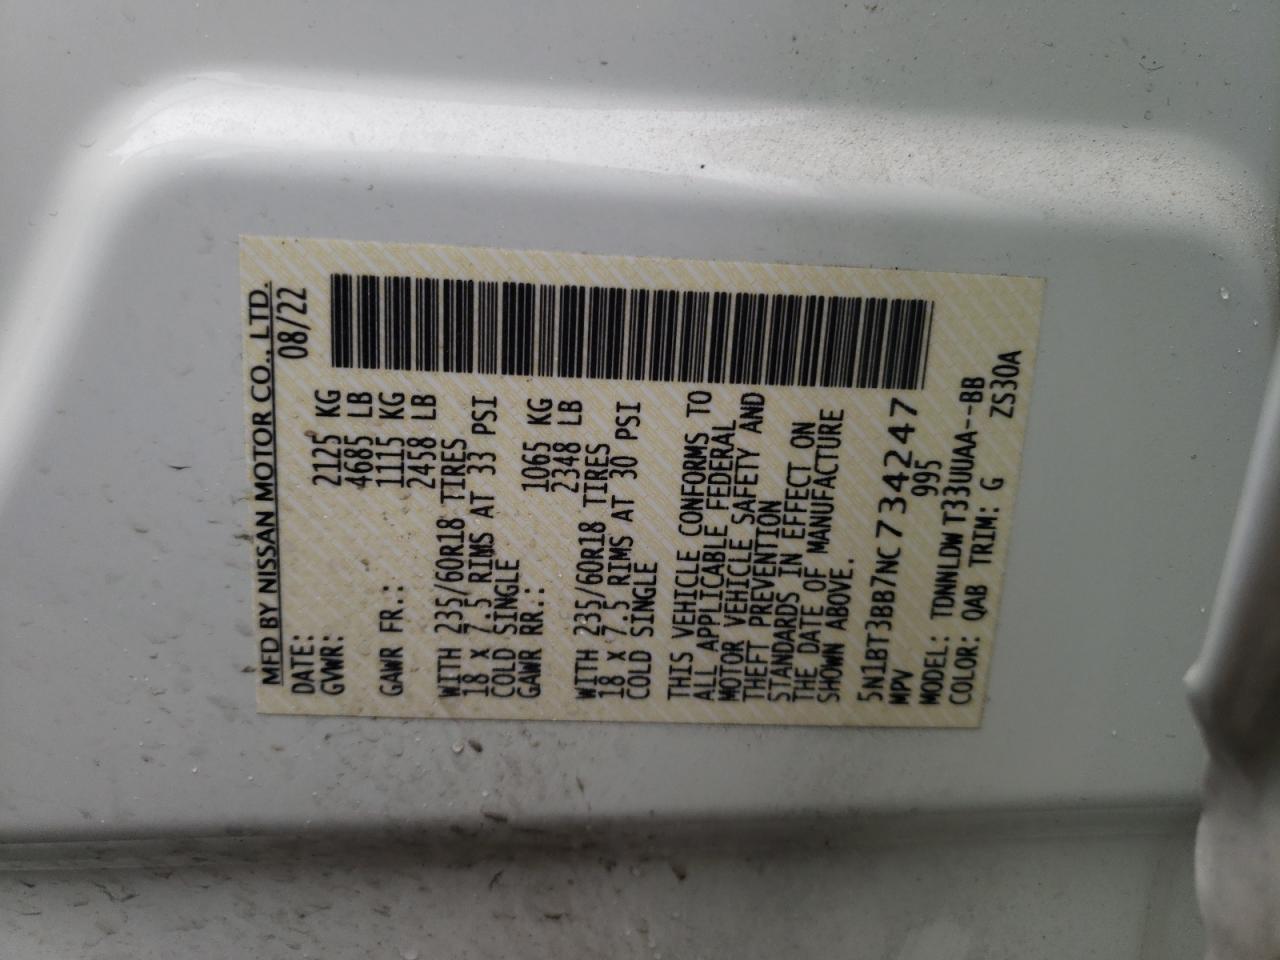 MFD BY NISSAN MOTOR CO., LTD.
DATE: 08/22
GVWR: 2125 KG
4685 LB
GAWR FR.: 1115 KG
2458 LB
WITH 235/60R18 TIRES
18 x 7.5 RIMS AT 33 PSI
COLD SINGLE
GAWR RR.: 1065 KG
2348 LB
WITH 235/60R18 TIRES
18 x 7.5 RIMS AT 30 PSI
COLD SINGLE
THIS VEHICLE CONFORMS TO
ALL APPLICABLE FEDERAL
MOTOR VEHICLE SAFETY AND
THEFT PREVENTION
STANDARDS IN EFFECT ON
THE DATE OF MANUFACTURE
SHOWN ABOVE.
5N1BT3BB7NC734247
MPV 995
MODEL: TDNNLDWT33UUAA--BB
COLOR: QAB TRIM: G ZS30A